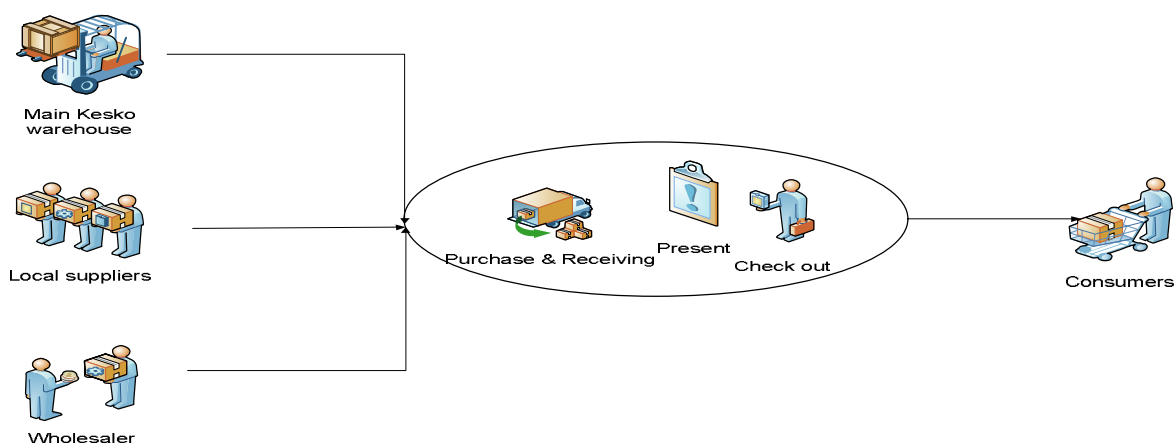 Main Kesko
warehouse
Local suppliers
Wholesaler
Purchase & Receiving
Present
Check out
Consumers